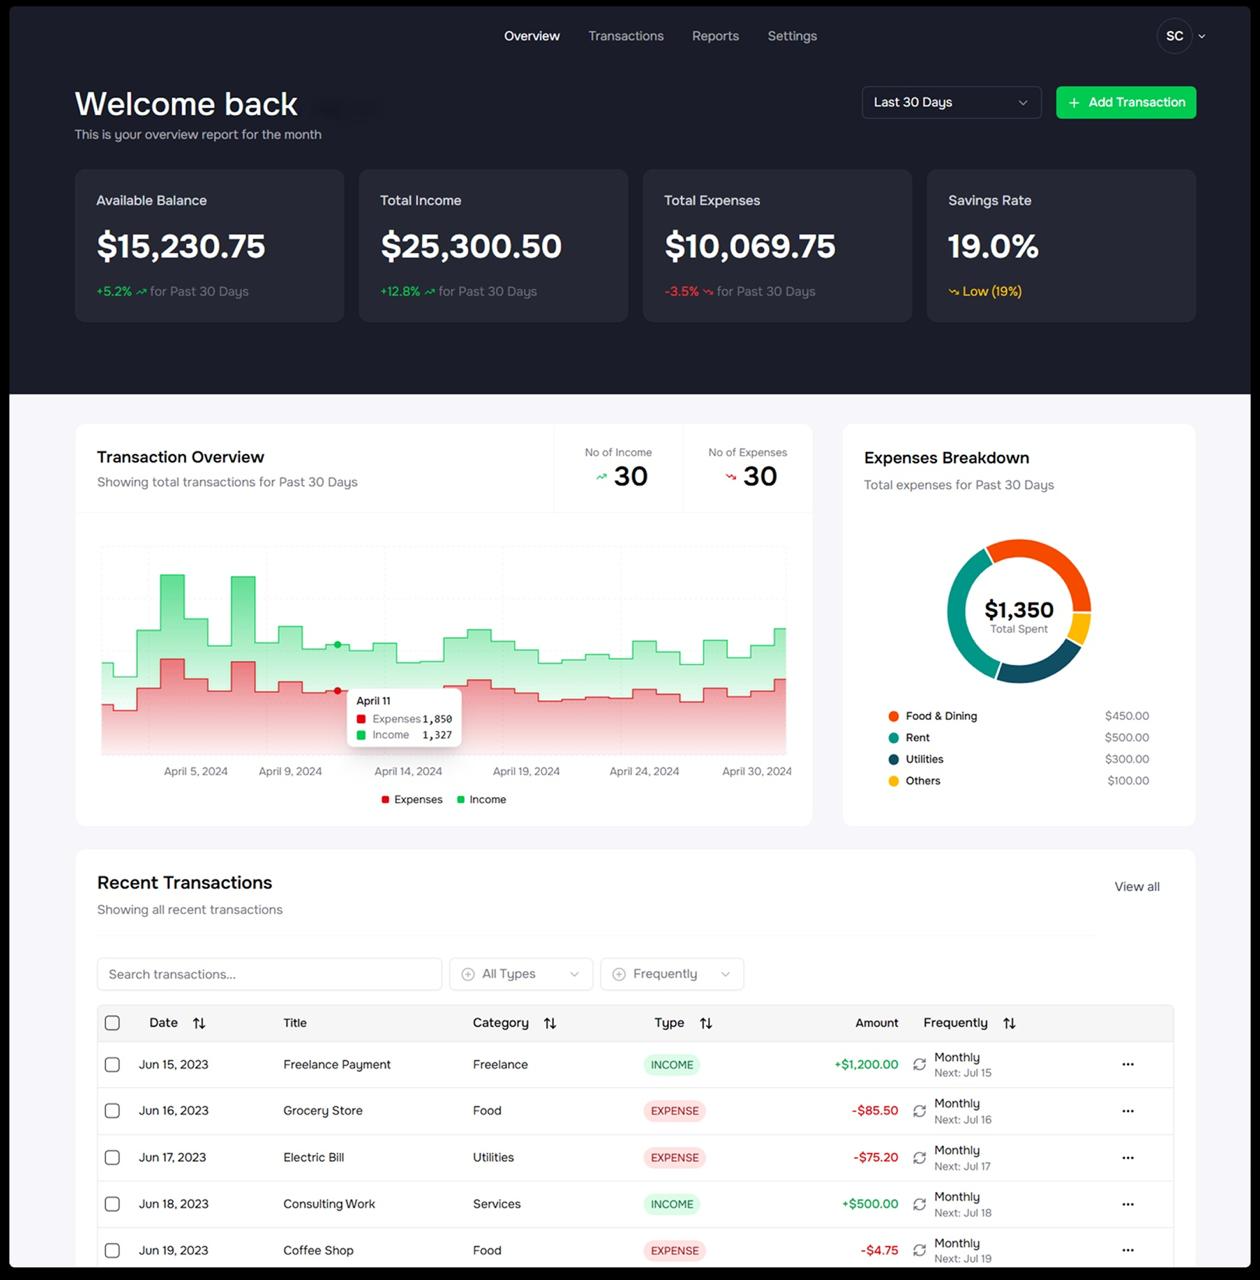 Overview Transactions Reports Settings SC
Welcome back
This is your overview report for the month
Last 30 Days
Add Transaction
Available Balance
$15,230.75
+5.2% for Past 30 Days
Total Income
$25,300.50
+12.8% for Past 30 Days
Total Expenses
$10,069.75
-3.5% for Past 30 Days
Savings Rate
19.0%
Low (19%)
Transaction Overview
Showing total transactions for Past 30 Days
No of Income
30
No of Expenses
30
April 11
Expenses 1,850
Income 1,327
April 5, 2024 April 9, 2024 April 14, 2024 April 19, 2024 April 24, 2024 April 30, 2024
Expenses Income
Expenses Breakdown
Total expenses for Past 30 Days
$1,350
Total Spent
Food & Dining $450.00
Rent $500.00
Utilities $300.00
Others $100.00
Recent Transactions
Showing all recent transactions
View all
Search transactions... All Types Frequently
Date Title Category Type Amount Frequently
Jun 15, 2023 Freelance Payment Freelance INCOME +$1,200.00 Monthly
Next: Jul 15
Jun 16, 2023 Grocery Store Food EXPENSE -$85.50 Monthly
Next: Jul 16
Jun 17, 2023 Electric Bill Utilities EXPENSE -$75.20 Monthly
Next: Jul 17
Jun 18, 2023 Consulting Work Services INCOME +$500.00 Monthly
Next: Jul 18
Jun 19, 2023 Coffee Shop Food EXPENSE -$4.75 Monthly
Next: Jul 19